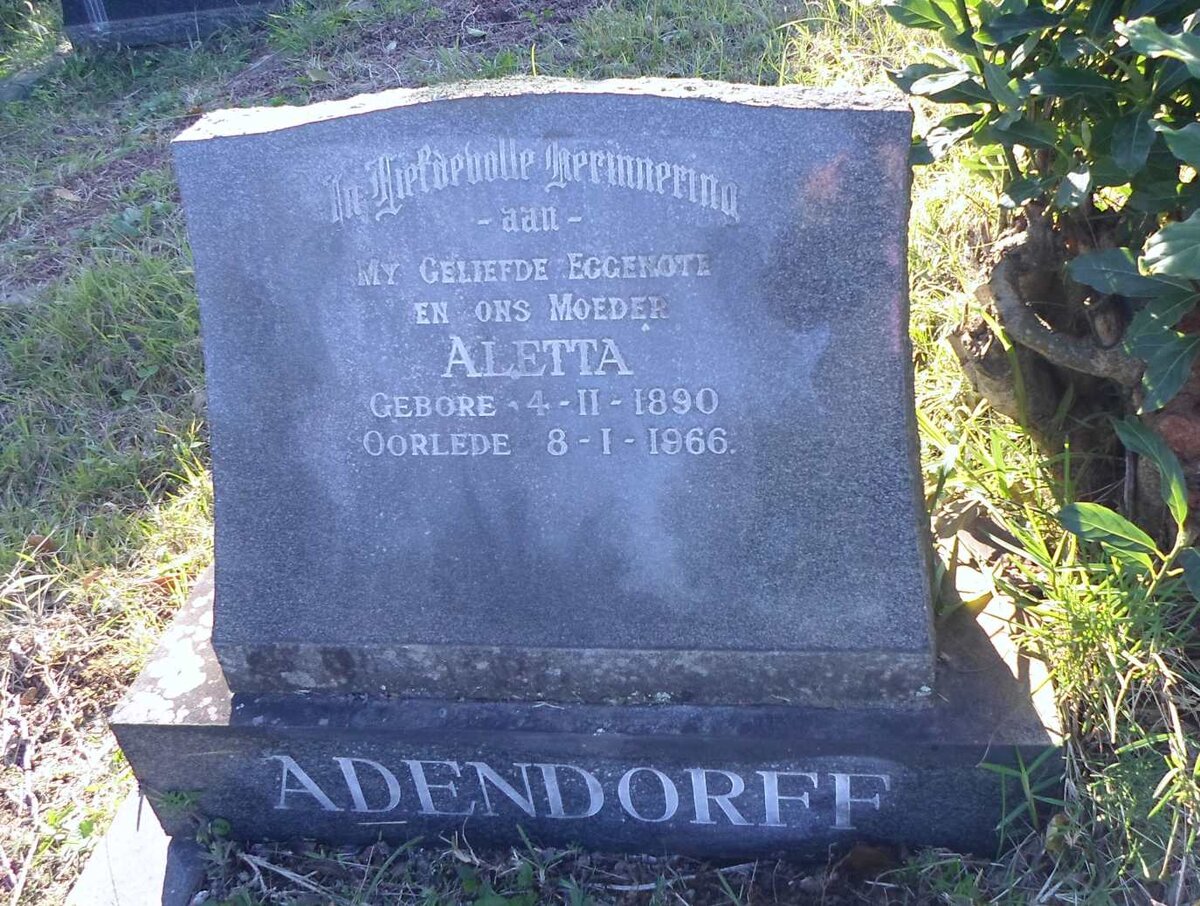 In Liefdevolle Herinnering
- aan -
MY GELIEFDE EGGENOTE
EN ONS MOEDER
ALETTA
GEBORE 4-11-1890
OORLEDE 8-1-1966.
ADENDORFF